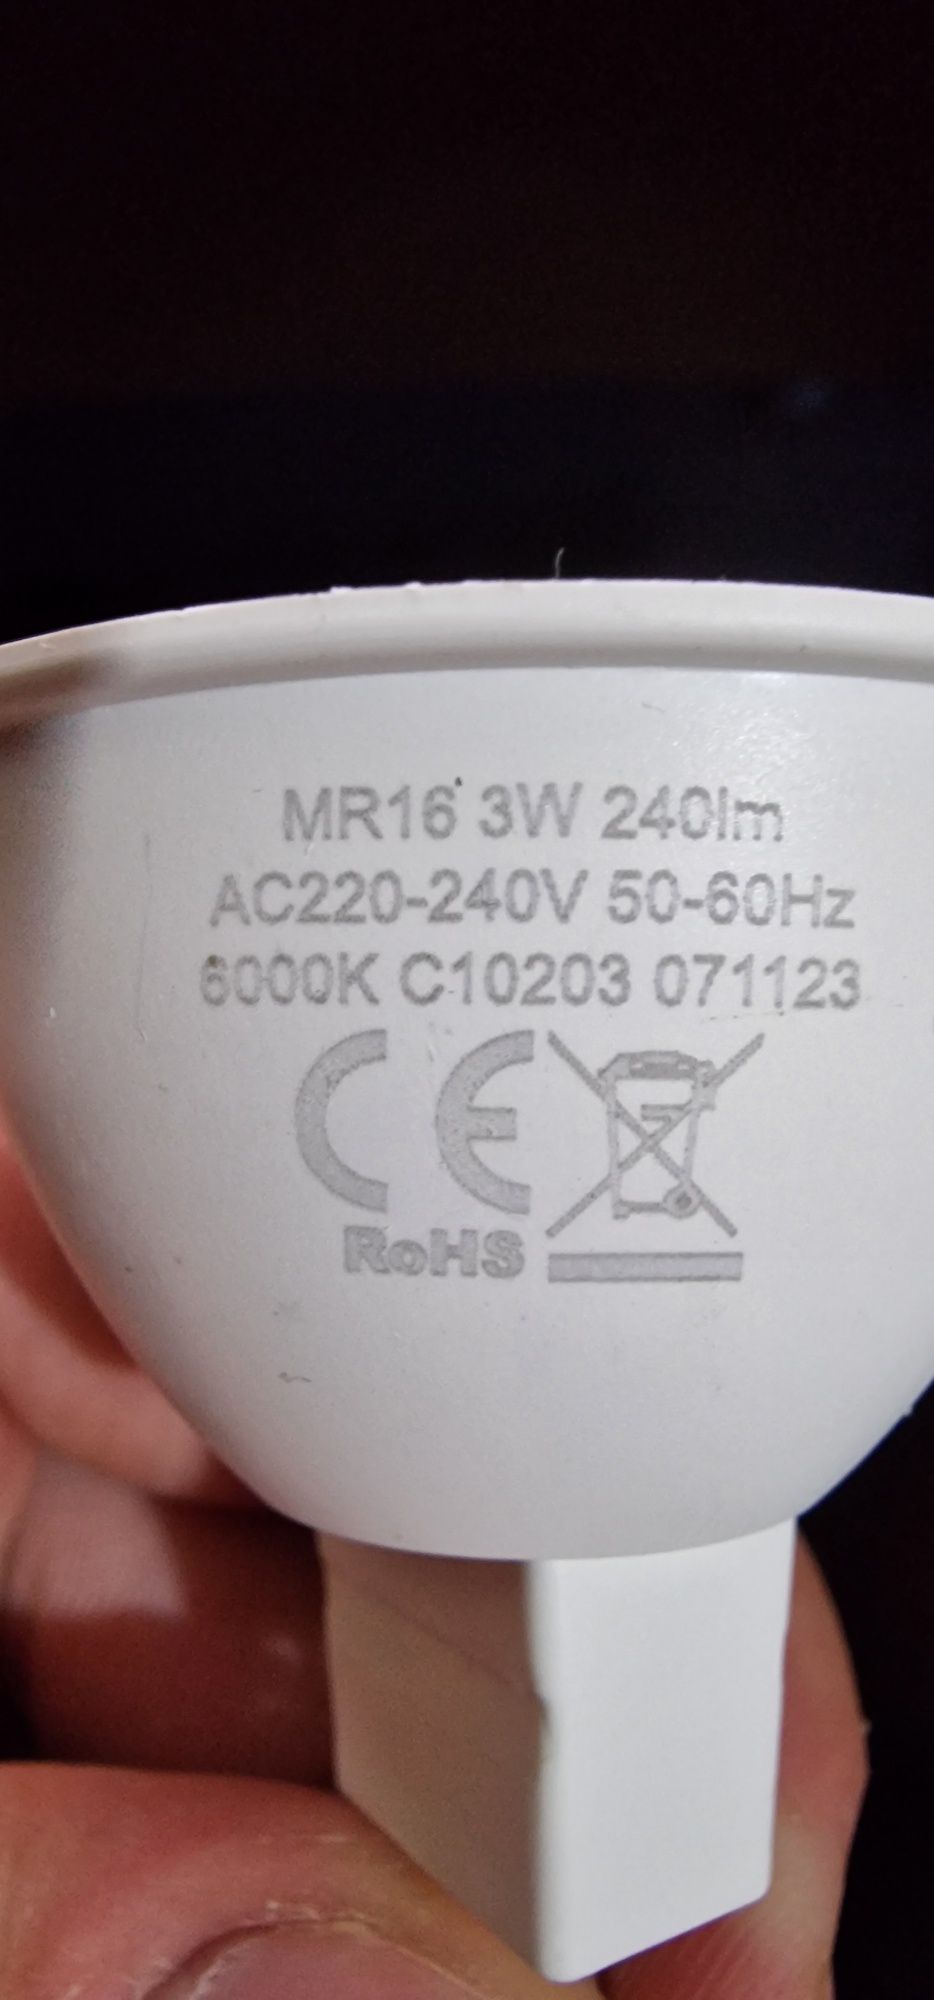 MR16 3W 240lm
AC220-240V 50-60Hz
6000K C10203 071123
CE
RoHS